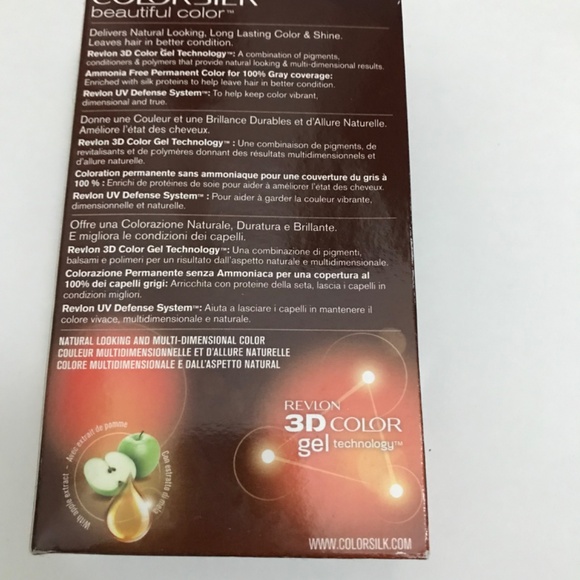 COLORSILK
beautiful color™
Delivers Natural Looking, Long Lasting Color & Shine.
Leaves hair in better condition.
Revlon 3D Color Gel Technology™: A combination of pigments,
conditioners & polymers that provide natural looking & multi-dimensional results.
Ammonia Free Permanent Color for 100% Gray coverage:
Enriched with silk proteins to help leave hair in better condition.
Revlon UV Defense System™: To help keep color vibrant,
dimensional and true.
Donne une Couleur et une Brillance Durables et d'Allure Naturelle.
Améliore l'état des cheveux.
Revlon 3D Color Gel Technology™ : Une combinaison de pigments, de
revitalisants et de polymères donnant des résultats multidimensionnels et
d'allure naturelle.
Coloration permanente sans ammoniaque pour une couverture du gris à
100 % : Enrichi de protéines de soie pour aider à améliorer l'état des cheveux.
Revlon UV Defense System™ : Pour aider à garder la couleur vibrante,
dimensionnelle et naturelle.
Offre una Colorazione Naturale, Duratura e Brillante.
E migliora le condizioni dei capelli.
Revlon 3D Color Gel Technology™: Una combinazione di pigmenti,
balsami e polimeri per un risultato dall'aspetto naturale e multidimensionale.
Colorazione Permanente senza Ammoniaca per una copertura al
100% dei capelli grigi: Arricchita con proteine della seta, lascia i capelli in
condizioni migliori.
Revlon UV Defense System™: Aiuta a lasciare i capelli in mantenere il
colore vivace, multidimensionale e naturale.
NATURAL LOOKING AND MULTI-DIMENSIONAL COLOR
COULEUR MULTIDIMENSIONNELLE ET D'ALLURE NATURELLE
COLORE MULTIDIMENSIONALE E DALL'ASPETTO NATURAL
With apple extract - Avec extrait de pomme
Con estratto di mela
REVLON
3D COLOR
gel technology™
WWW.COLORSILK.COM